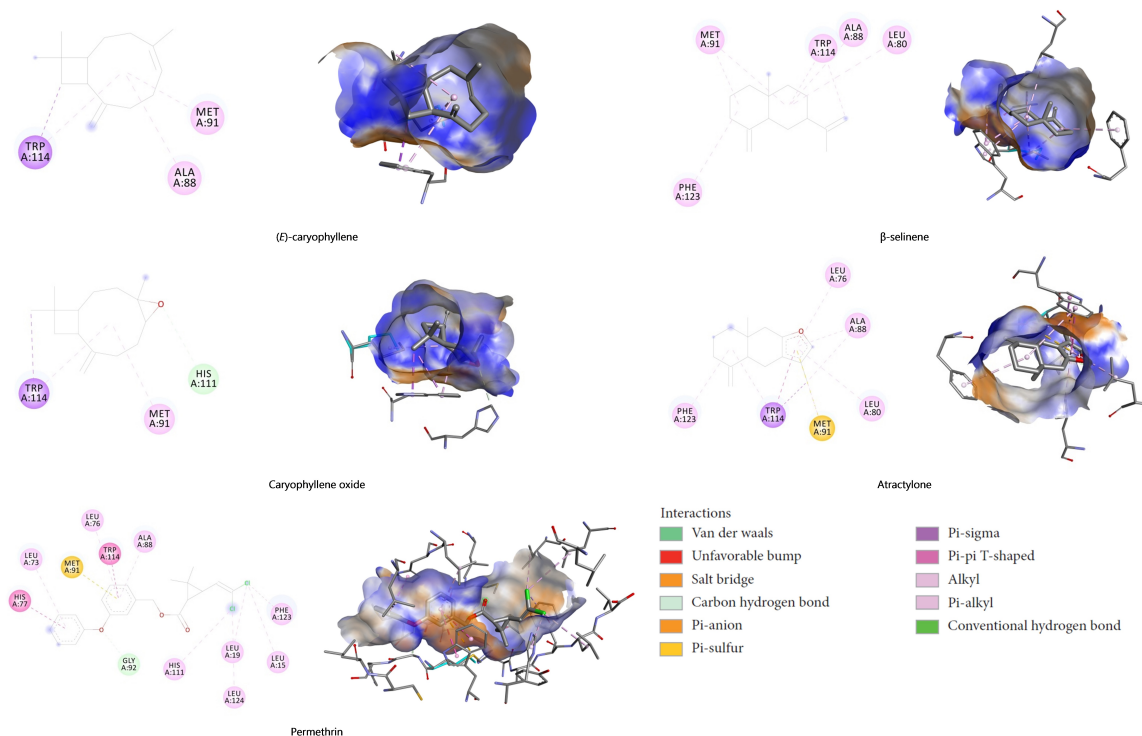 TRP
A:114
MET
A:91
ALA
A:88
(E)-caryophyllene
MET
A:91
TRP
A:114
ALA
A:88
LEU
A:80
PHE
A:123
β-selinene
O
TRP
A:114
MET
A:91
HIS
A:111
Caryophyllene oxide
LEU
A:76
O
ALA
A:88
PHE
A:123
TRP
A:114
MET
A:91
LEU
A:80
Atractylone
LEU
A:76
LEU
A:73
MET
A:91
TRP
A:114
ALA
A:88
HIS
A:77
O
O
O
Cl
GLY
A:92
HIS
A:111
LEU
A:19
LEU
A:124
PHE
A:123
LEU
A:15
Permethrin
Interactions
Van der waals
Unfavorable bump
Salt bridge
Carbon hydrogen bond
Pi-anion
Pi-sulfur
Pi-sigma
Pi-pi T-shaped
Alkyl
Pi-alkyl
Conventional hydrogen bond